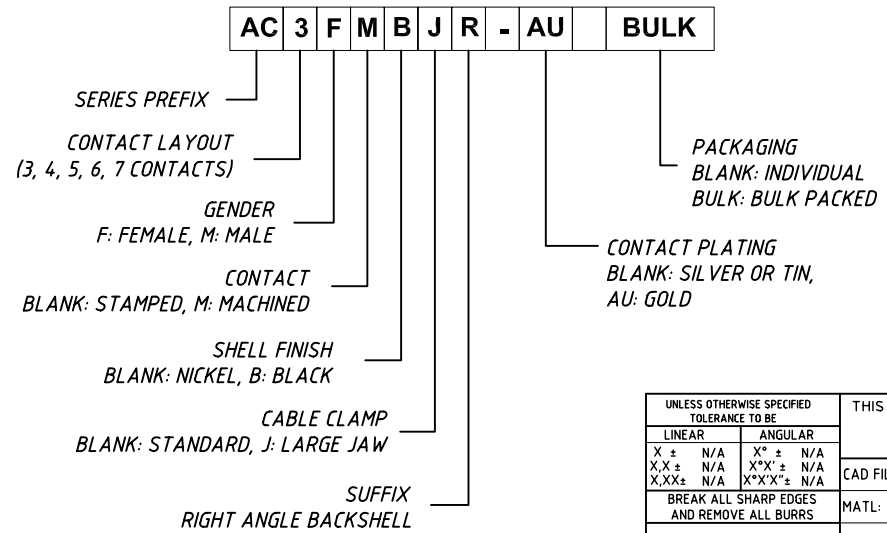 AC 3 F M B J R - AU BULK
SERIES PREFIX
CONTACT LAYOUT
(3, 4, 5, 6, 7 CONTACTS)
GENDER
F: FEMALE, M: MALE
CONTACT
BLANK: STAMPED, M: MACHINED
SHELL FINISH
BLANK: NICKEL, B: BLACK
CABLE CLAMP
BLANK: STANDARD, J: LARGE JAW
SUFFIX
RIGHT ANGLE BACKSHELL
PACKAGING
BLANK: INDIVIDUAL
BULK: BULK PACKED
CONTACT PLATING
BLANK: SILVER OR TIN,
AU: GOLD
UNLESS OTHERWISE SPECIFIED
TOLERANCE TO BE
LINEAR ANGULAR
X ± N/A X° ± N/A
X,X ± N/A X°X' ± N/A
X,XX± N/A X°X'X"± N/A
BREAK ALL SHARP EDGES
AND REMOVE ALL BURRS
THIS
CAD FIL
MATL: